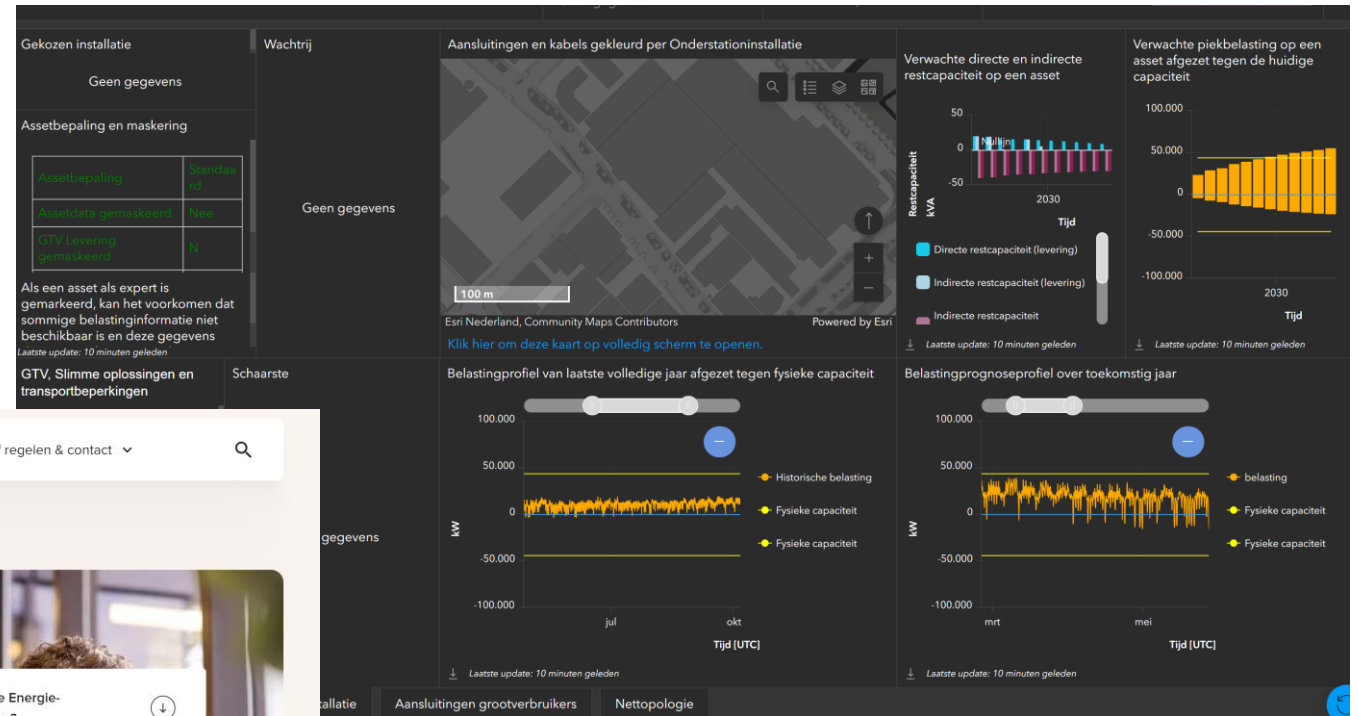 Gekozen installatie
Geen gegevens
Assetbepaling en maskering
Assetbepaling
Standaa
rd
Assetdata gemaskeerd
Nee
GTV Levering
gemaskeerd
N
Als een asset als expert is
gemarkeerd, kan het voorkomen dat
sommige belastinginformatie niet
beschikbaar is en deze gegevens
Laatste update: 10 minuten geleden
Wachtrij
Geen gegevens
Aansluitingen en kabels gekleurd per Onderstationinstallatie
100 m
Esri Nederland, Community Maps Contributors
Powered by Esri
Klik hier om deze kaart op volledig scherm te openen.
Verwachte directe en indirecte
restcapaciteit op een asset
Restcapaciteit
kVA
50
0
-50
Nullijn
2030
Tijd
Directe restcapaciteit (levering)
Indirecte restcapaciteit (levering)
Indirecte restcapaciteit
Laatste update: 10 minuten geleden
Verwachte piekbelasting op een
asset afgezet tegen de huidige
capaciteit
100.000
50.000
0
-50.000
-100.000
2030
Tijd
Laatste update: 10 minuten geleden
GTV, Slimme oplossingen en
transportbeperkingen
Schaarste
gegevens
Belastingprofiel van laatste volledige jaar afgezet tegen fysieke capaciteit
100.000
50.000
0
-50.000
-100.000
kW
jul
okt
Tijd [UTC]
Historische belasting
Fysieke capaciteit
Fysieke capaciteit
Laatste update: 10 minuten geleden
Belastingprognoseprofiel over toekomstig jaar
100.000
50.000
0
-50.000
-100.000
kW
mrt
mei
Tijd [UTC]
belasting
Fysieke capaciteit
Fysieke capaciteit
Laatste update: 10 minuten geleden
regelen & contact
e Energie-
tallatie
Aansluitingen grootverbruikers
Nettopologie